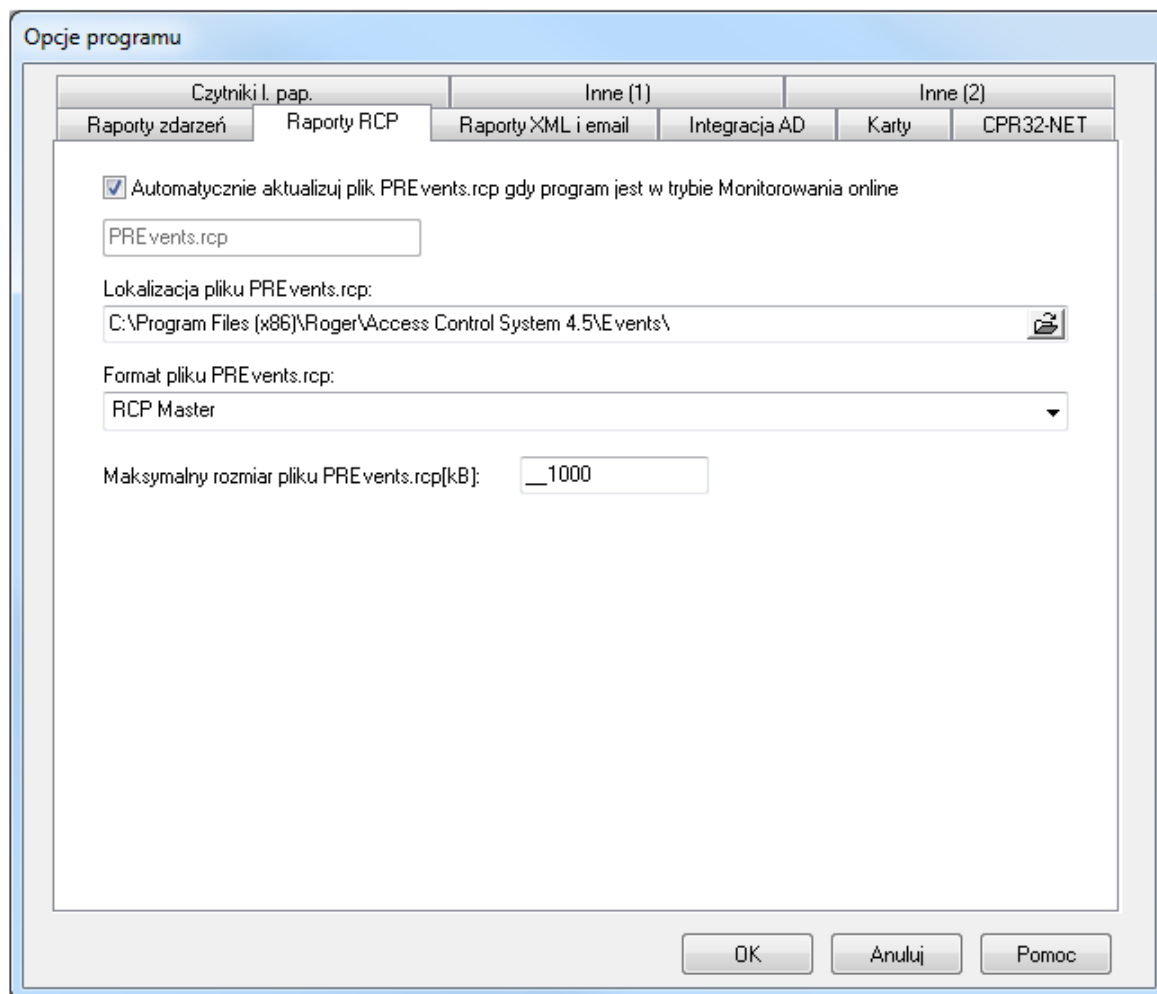 Opcje programu
Czytniki l. pap. Inne (1) Inne (2)
Raporty zdarzeń Raporty RCP Raporty XML i email Integracja AD Karty CPR32-NET
Automatycznie aktualizuj plik PREvents.rcp gdy program jest w trybie Monitorowania online
PREvents.rcp
Lokalizacja pliku PREvents.rcp:
C:\Program Files (x86)\Roger\Access Control System 4.5\Events\
Format pliku PREvents.rcp:
RCP Master
Maksymalny rozmiar pliku PREvents.rcp[kB]: __1000
OK Anuluj Pomoc